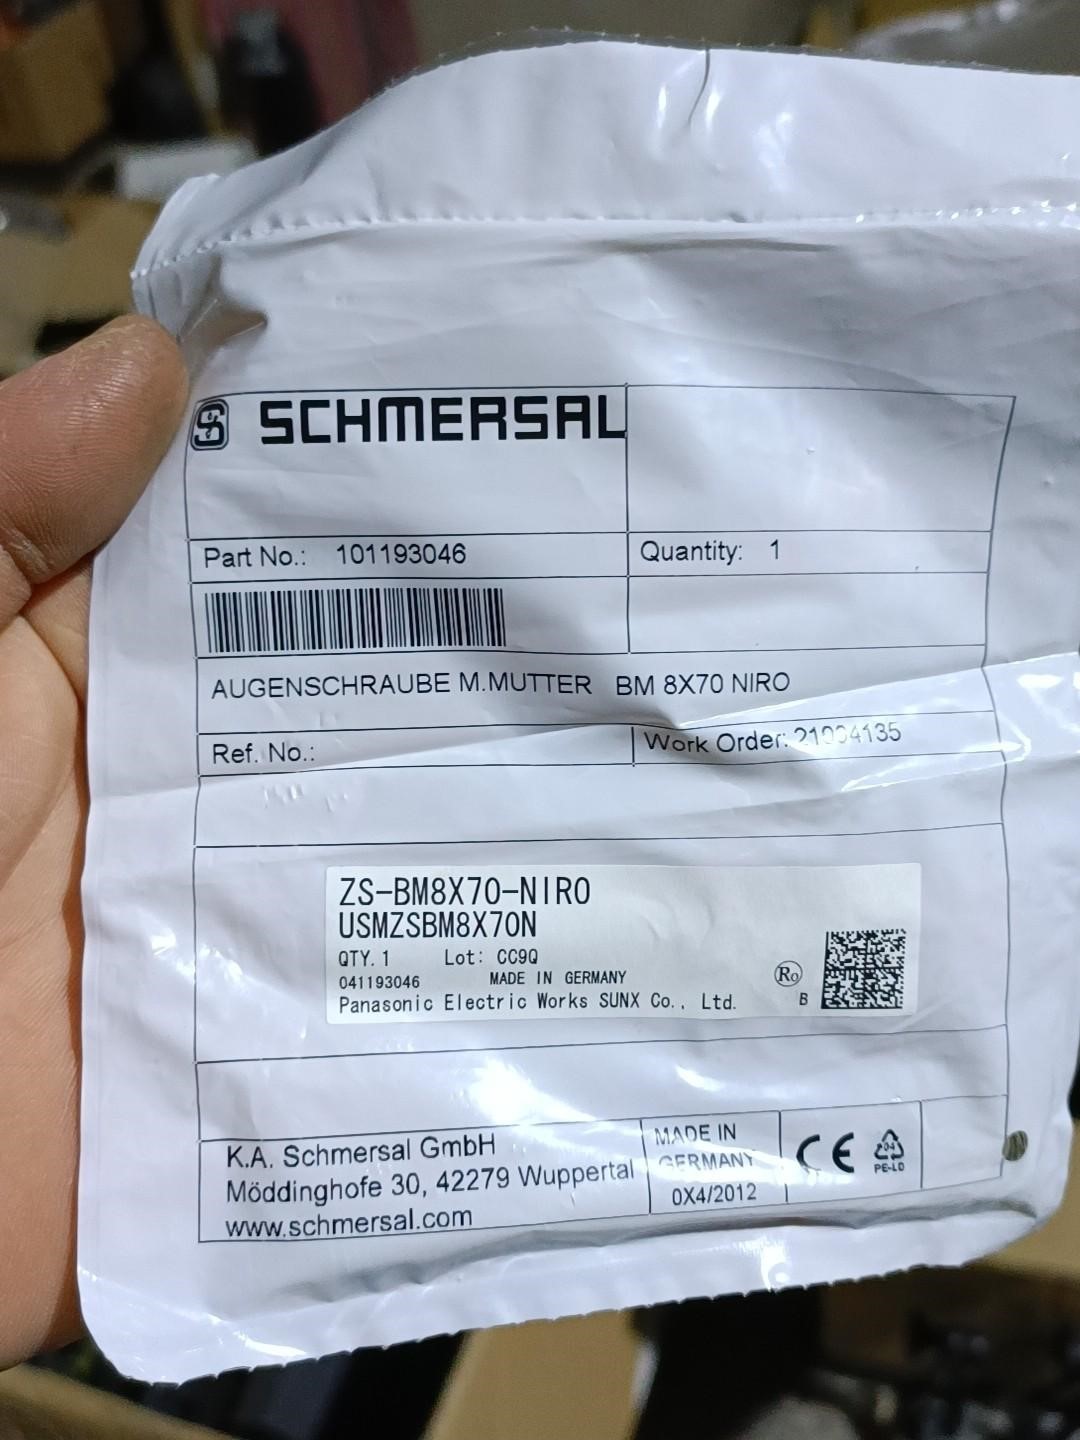 SCHMERSAL
Part No.: 101193046 Quantity: 1
AUGENSCHRAUBE M.MUTTER BM 8X70 NIRO
Ref. No.: Work Order:
ZS-BM8X70-NIRO
USMZSBM8X70N
QTY. 1 Lot: CC9Q
041193046 MADE IN GERMANY
Panasonic Electric Works SUNX Co., Ltd.
Ro
B
K.A. Schmersal GmbH
Möddinghofe 30, 42279 Wuppertal
www.schmersal.com
MADE IN
GERMANY
0X4/2012
CE
04
PE-LD